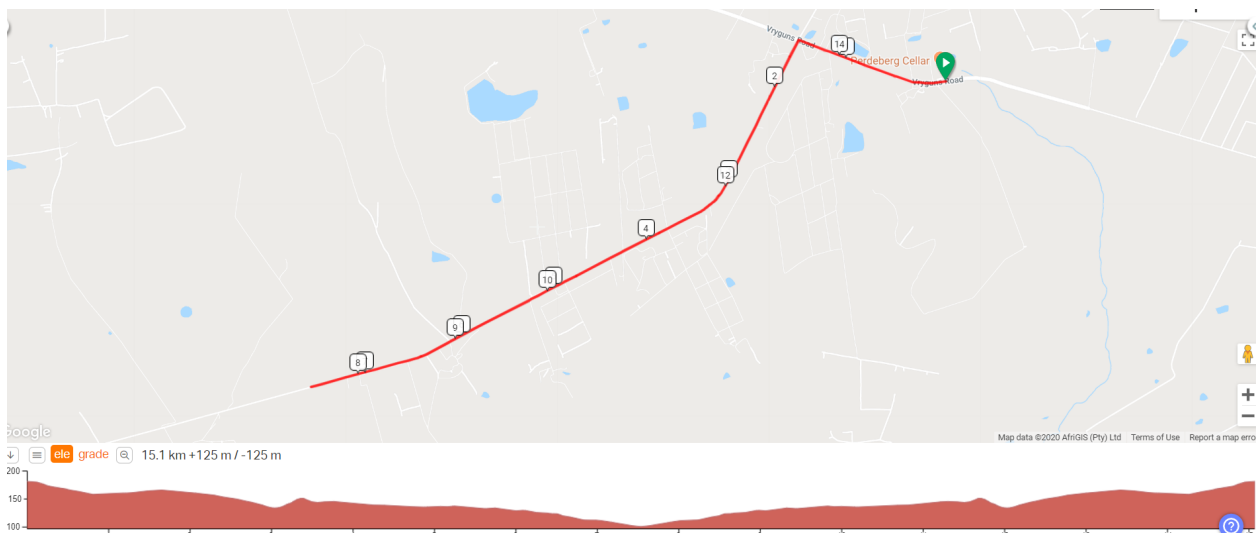 Vryguns Road
14
Perdeberg Cellar
2
Vryguns Road
12
4
10
9
8
Google
Map data ©2020 AfriGIS (Pty) Ltd Terms of Use Report a map erro
ele grade 15.1 km +125 m / -125 m
200
150
100